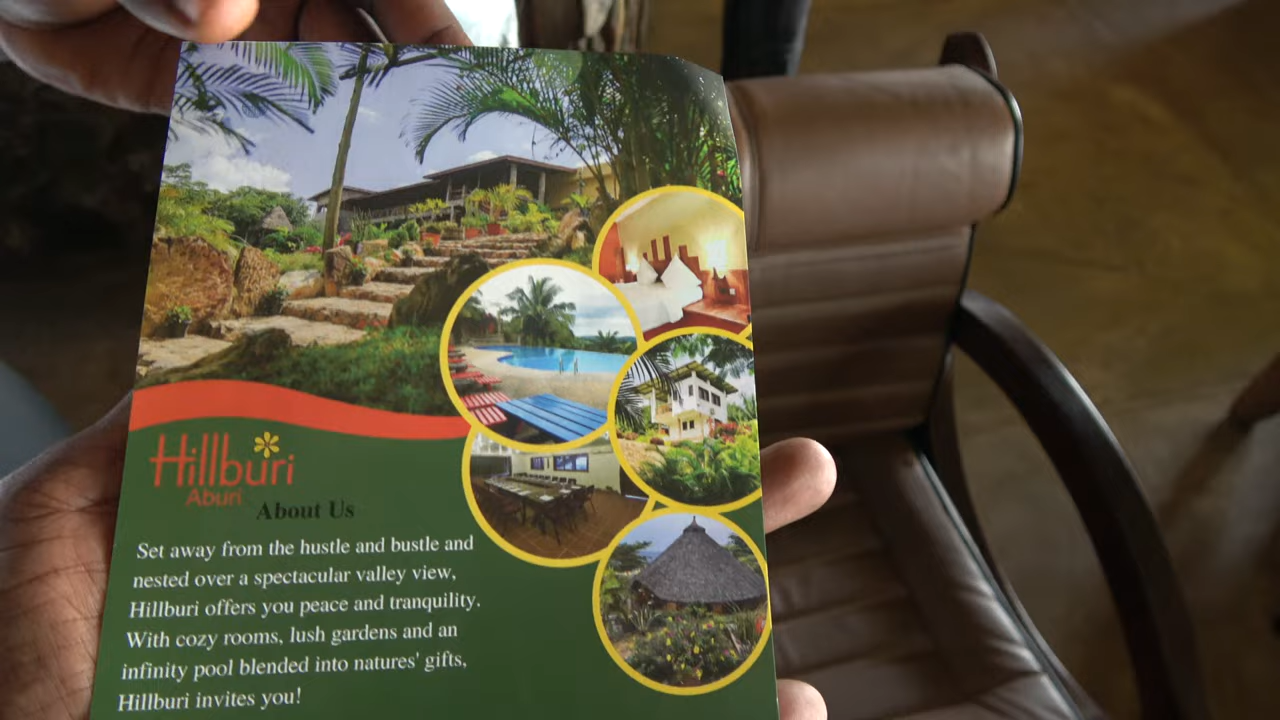 Hillburi
Aburi
About Us
Set away from the hustle and bustle and
nested over a spectacular valley view,
Hillburi offers you peace and tranquility.
With cozy rooms, lush gardens and an
infinity pool blended into natures' gifts,
Hillburi invites you!